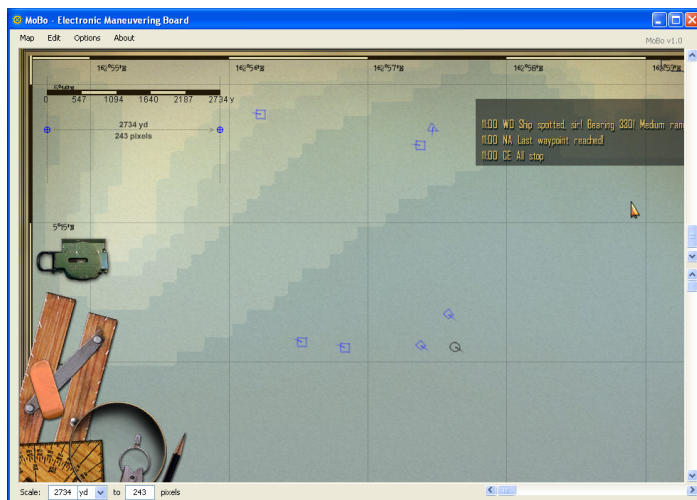 MoBo - Electronic Maneuvering Board
Map Edit Options About
MoBo v1.0
0 547 1094 1640 2187 2734 y
2734 yd
243 pixels
11:00 WO Ship spotted, sir! Bearing 330! Medium ran
11:00 NA Last waypoint reached!
11:00 CE All stop
Scale: 2734 yd to 243 pixels